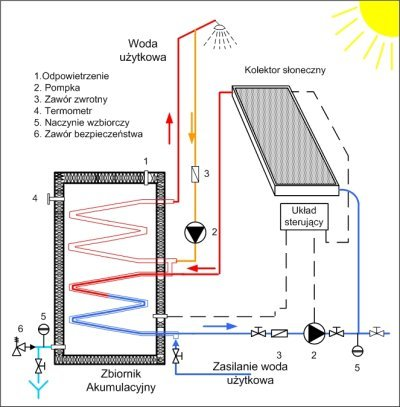 Woda
użytkowa
Kolektor słoneczny
1.Odpowietrzenie
2. Pompka
3. Zawór zwrotny
4. Termometr
5. Naczynie wzbiorczy
6. Zawór bezpieczeństwa
1
3
4
2
Układ
sterujący
5
6
3
2
5
Zbiornik
Akumulacyjny
Zasilanie woda
użytkowa